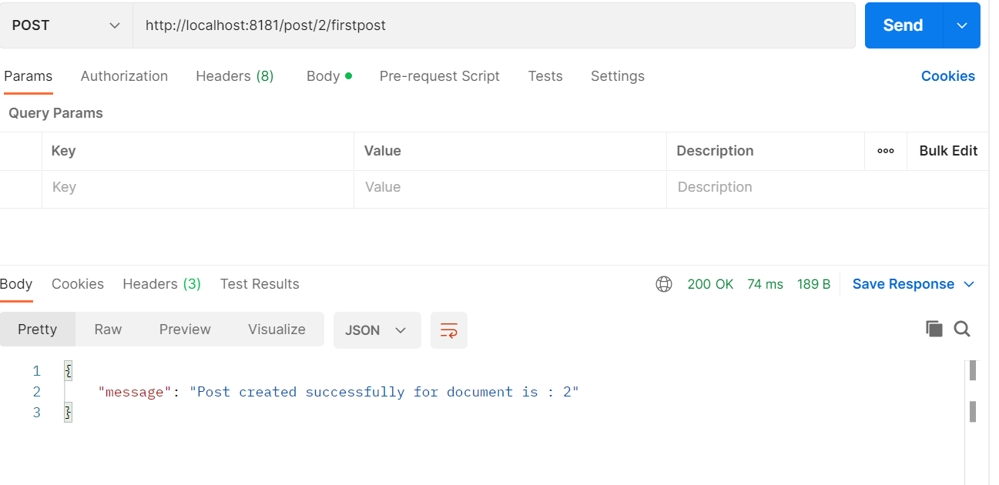 POST http://localhost:8181/post/2/firstpost Send
Params Authorization Headers (8) Body Pre-request Script Tests Settings Cookies
Query Params
Key Value Description ooo Bulk Edit
Key Value Description
Body Cookies Headers (3) Test Results 200 OK 74 ms 189 B Save Response
Pretty Raw Preview Visualize JSON
1 {
2 "message": "Post created successfully for document is : 2"
3 }